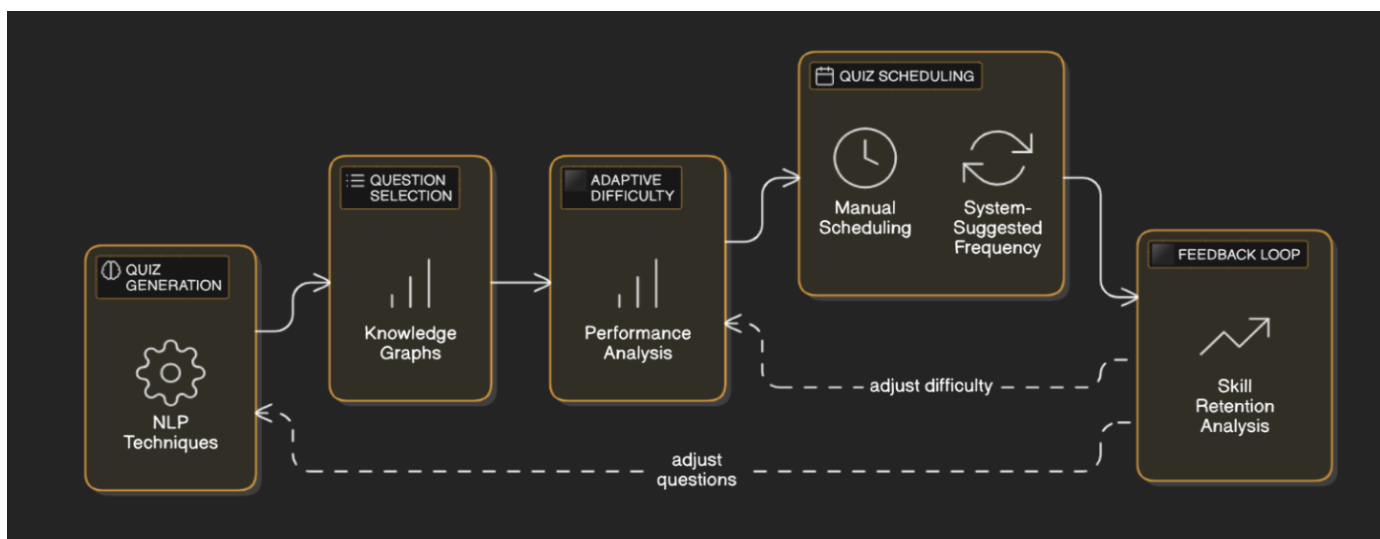 QUIZ
GENERATION
NLP
Techniques
QUESTION
SELECTION
Knowledge
Graphs
ADAPTIVE
DIFFICULTY
Performance
Analysis
QUIZ SCHEDULING
Manual
Scheduling
System-
Suggested
Frequency
FEEDBACK LOOP
Skill
Retention
Analysis
adjust difficulty
adjust
questions